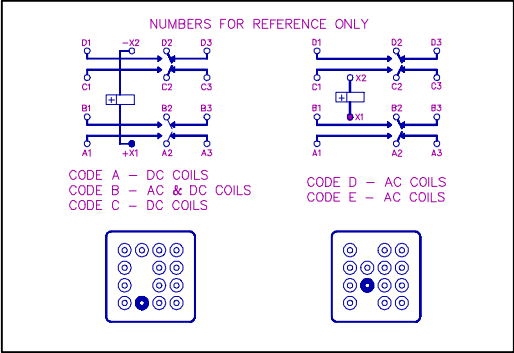 NUMBERS FOR REFERENCE ONLY
D1 -X2 D2 D3
C1 C2 C3
+
B1 B2 B3
A1 +X1 A2 A3
CODE A - DC COILS
CODE B - AC & DC COILS
CODE C - DC COILS
D1 D2 D3
C1 X2 C2 C3
+
B1 X1 B2 B3
A1 A2 A3
CODE D - AC COILS
CODE E - AC COILS